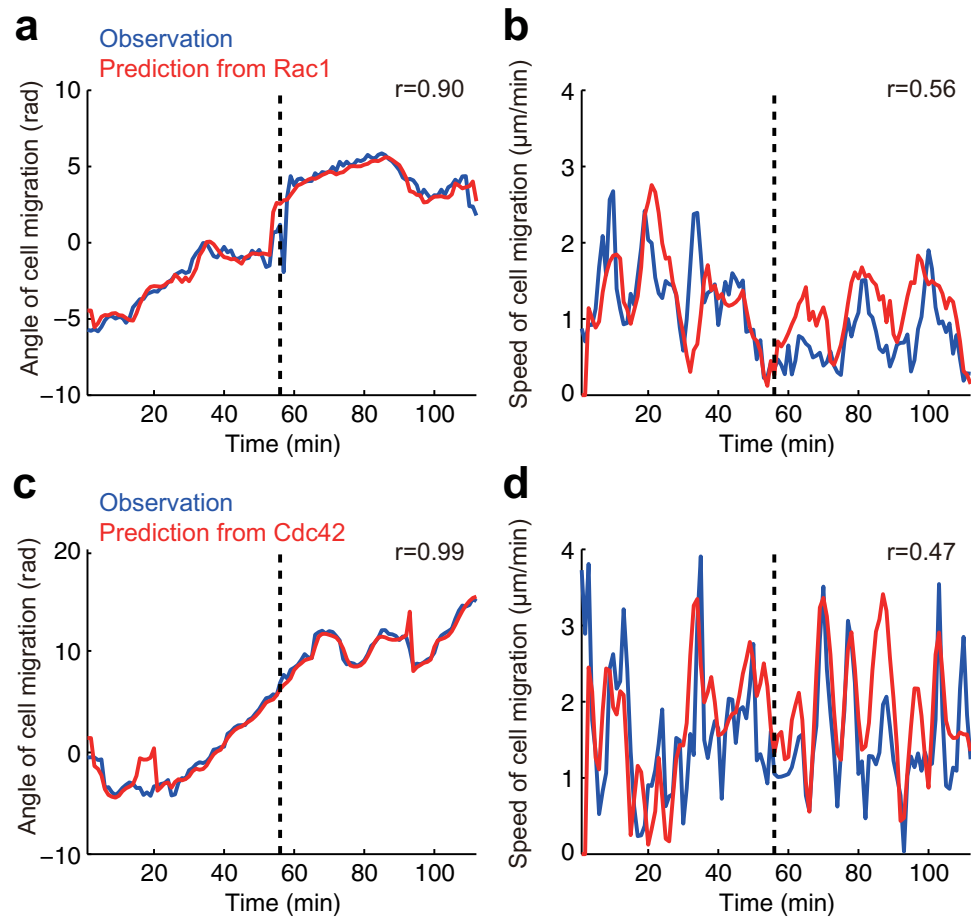 a
Observation
Prediction from Rac1
r=0.90
Angle of cell migration (rad)
10
5
0
−5
−10
20
40
60
80
100
Time (min)
b
r=0.56
Speed of cell migration (μm/min)
4
3
2
1
0
20
40
60
80
100
Time (min)
c
Observation
Prediction from Cdc42
r=0.99
Angle of cell migration (rad)
20
10
0
−10
20
40
60
80
100
Time (min)
d
r=0.47
Speed of cell migration (μm/min)
4
3
2
1
0
20
40
60
80
100
Time (min)